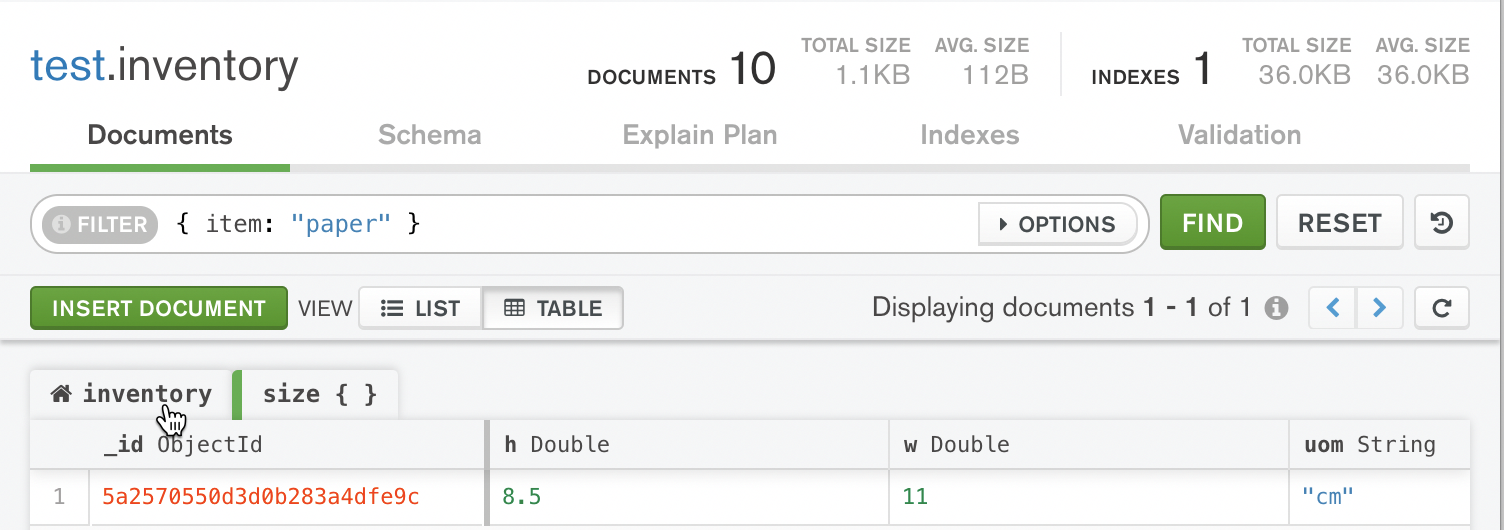 test.inventory
DOCUMENTS 10 TOTAL SIZE 1.1KB AVG. SIZE 112B INDEXES 1 TOTAL SIZE 36.0KB AVG. SIZE 36.0KB
Documents Schema Explain Plan Indexes Validation
FILTER { item: "paper" } OPTIONS FIND RESET
INSERT DOCUMENT VIEW LIST TABLE Displaying documents 1 - 1 of 1
inventory size { }
_id ObjectId h Double w Double uom String
1 5a2570550d3d0b283a4dfe9c 8.5 11 "cm"